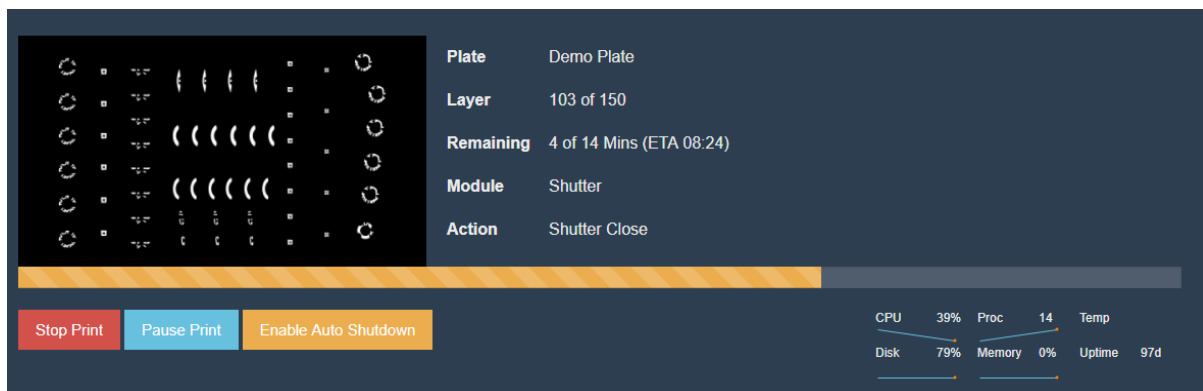 Plate Demo Plate
Layer 103 of 150
Remaining 4 of 14 Mins (ETA 08:24)
Module Shutter
Action Shutter Close
Stop Print Pause Print Enable Auto Shutdown
CPU 39% Proc 14 Temp
Disk 79% Memory 0% Uptime 97d